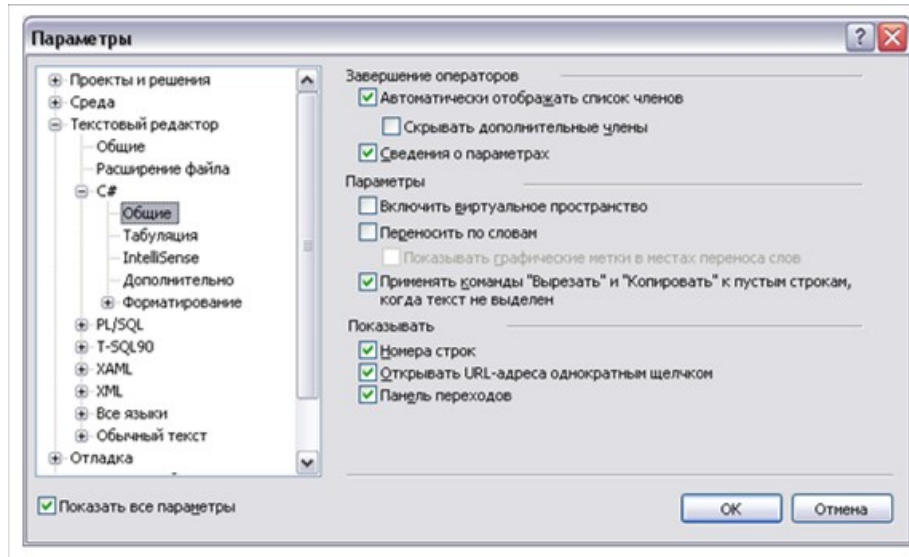 Параметры
Проекты и решения
Среда
Текстовый редактор
Общие
Расширение файла
C#
Общие
Табуляция
IntelliSense
Дополнительно
Форматирование
PL/SQL
T-SQL90
XAML
XML
Все языки
Обычный текст
Отладка
Показать все параметры
Завершение операторов
Автоматически отображать список членов
Скрывать дополнительные члены
Сведения о параметрах
Параметры
Включить виртуальное пространство
Переносить по словам
Показывать графические метки в местах переноса слов
Применять команды "Вырезать" и "Копировать" к пустым строкам,
когда текст не выделен
Показывать
Номера строк
Открывать URL-адреса однократным щелчком
Панель переходов
ОК
Отмена